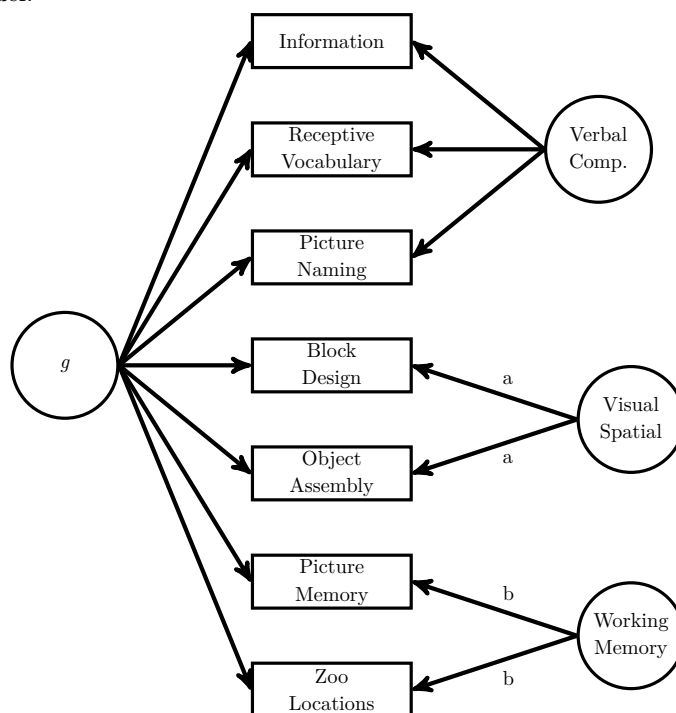 Information
Receptive
Vocabulary
Verbal
Comp.
Picture
Naming
g
Block
Design
a
Visual
Spatial
a
Object
Assembly
Picture
Memory
b
Working
Memory
b
Zoo
Locations